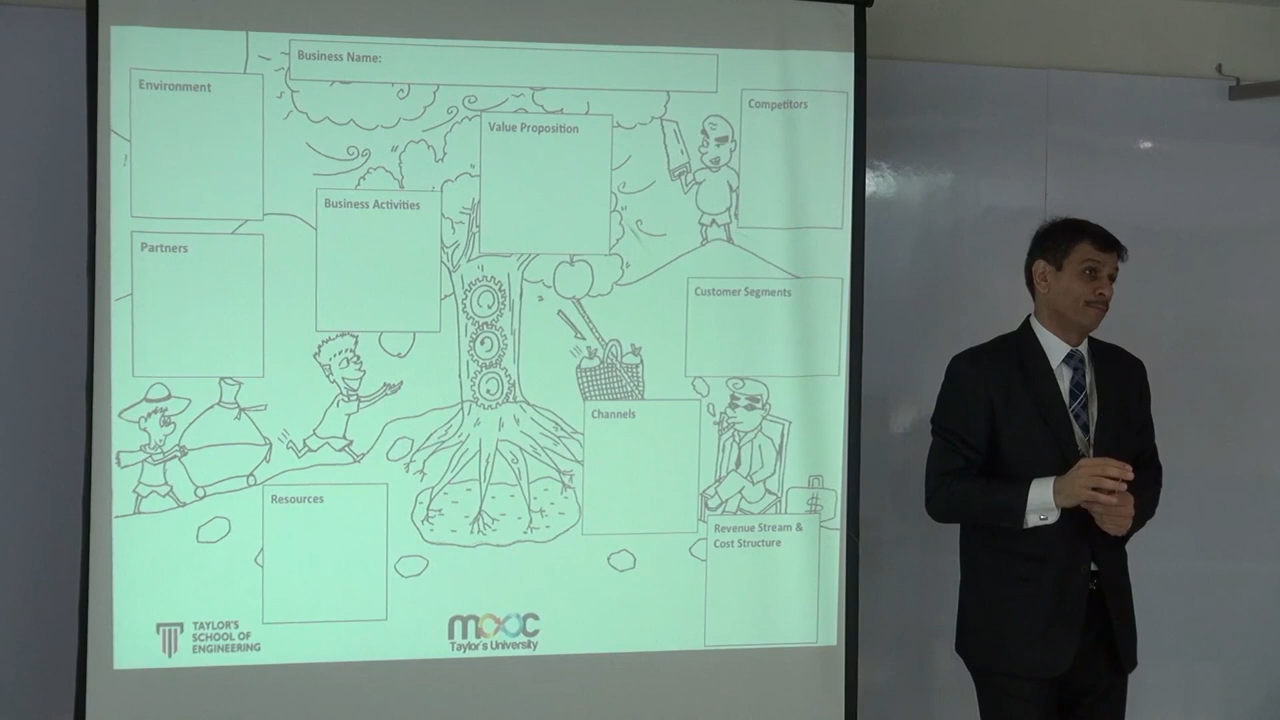 Business Name:
Environment
Competitors
Value Proposition
Business Activities
Partners
Customer Segments
Channels
Resources
Revenue Stream &
Cost Structure
$
TAYLOR'S
SCHOOL OF
ENGINEERING
mooc
Taylor's University